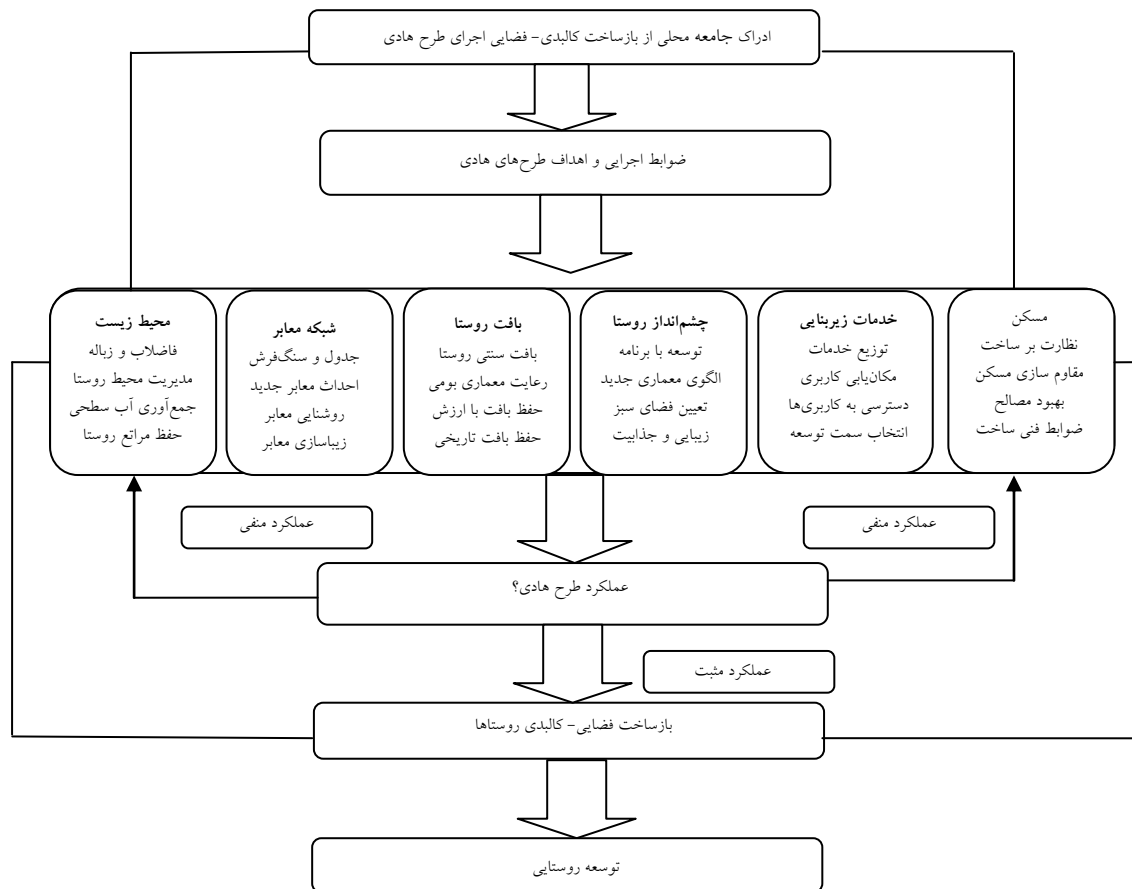 ادراک جامعه محلی از بازساخت کالبدی- فضایی اجرای طرح هادی
ضوابط اجرایی و اهداف طرح‌های هادی
مسکن
نظارت بر ساخت
مقاوم سازی مسکن
بهبود مصالح
ضوابط فنی ساخت
خدمات زیربنایی
توزیع خدمات
مکان‌یابی کاربری
دسترسی به کاربری‌ها
انتخاب سمت توسعه
چشم‌انداز روستا
توسعه با برنامه
الگوی معماری جدید
تعیین فضای سبز
زیبایی و جذابیت
بافت روستا
بافت سنتی روستا
رعایت معماری بومی
حفظ بافت با ارزش
حفظ بافت تاریخی
شبکه معابر
جدول و سنگ‌فرش
احداث معابر جدید
روشنایی معابر
زیباسازی معابر
محیط زیست
فاضلاب و زباله
مدیریت محیط روستا
جمع‌آوری آب سطحی
حفظ مراتع روستا
عملکرد منفی
عملکرد منفی
عملکرد طرح هادی؟
عملکرد مثبت
بازساخت فضایی- کالبدی روستاها
توسعه روستایی